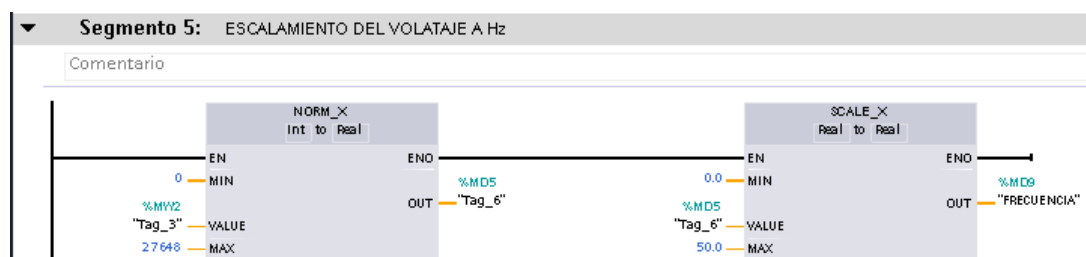 Segmento 5: ESCALAMIENTO DEL VOLATAJE A Hz
Comentario
NORM_X
Int to Real
EN
ENO
0
MIN
%MD5
OUT
"Tag_6"
%MW2
"Tag_3"
VALUE
27648
MAX
SCALE_X
Real to Real
EN
ENO
0.0
MIN
%MD9
OUT
"FRECUENCIA"
%MD5
"Tag_6"
VALUE
50.0
MAX